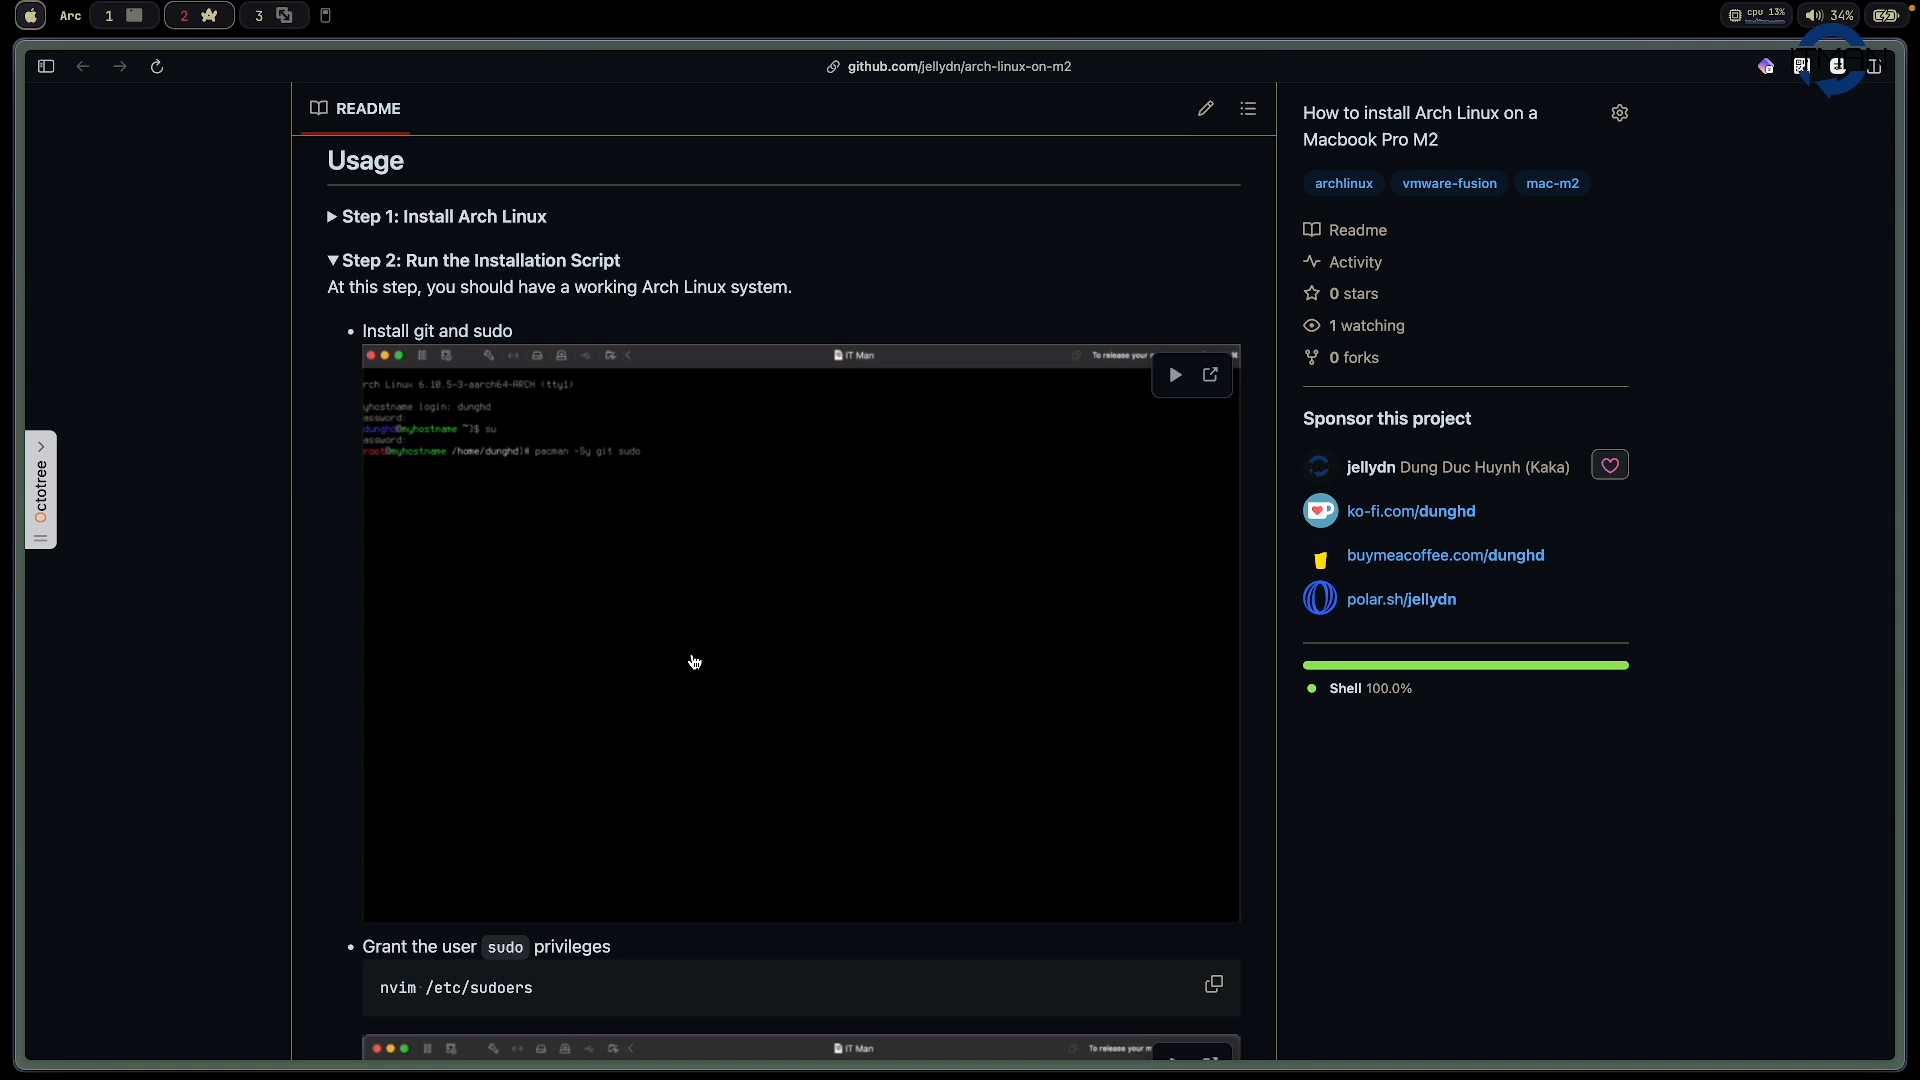 Arc 1 2 3 cpu 13% 34%
ITMAN
github.com/jellydn/arch-linux-on-m2
README
Usage
Step 1: Install Arch Linux
Step 2: Run the Installation Script
At this step, you should have a working Arch Linux system.
• Install git and sudo
IT Man
To release your
rch Linux 6.10.5-3-aarch64-ARCH (tty1)
yhostname login: dunghd
assword:
dunghd@myhostname ~]$ su
assword:
root@myhostname /home/dunghd]# pacman -Sy git sudo
• Grant the user sudo privileges
nvim /etc/sudoers
IT Man
To release your
How to install Arch Linux on a
Macbook Pro M2
archlinux vmware-fusion mac-m2
Readme
Activity
0 stars
1 watching
0 forks
Sponsor this project
jellydn Dung Duc Huynh (Kaka)
ko-fi.com/dunghd
buymeacoffee.com/dunghd
polar.sh/jellydn
Shell 100.0%
Octotree